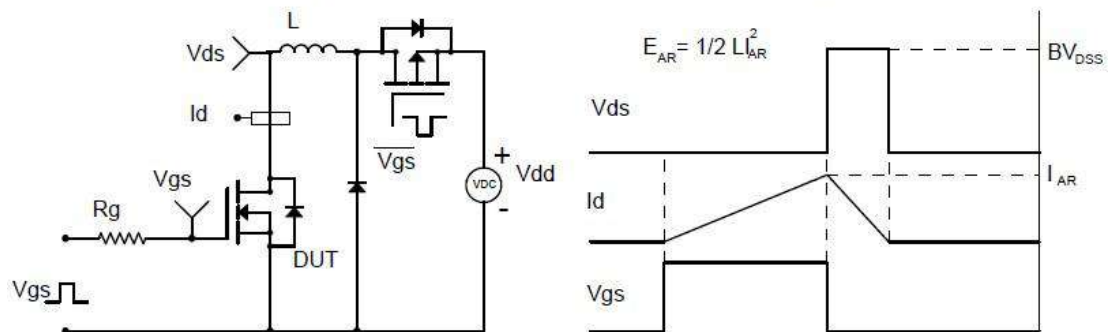 L
E_AR = 1/2 LI²_AR
Vds
BV_DSS
Id
Vds
Vgs
+
Vdd
VDC
-
Vgs
I_AR
Rg
Id
DUT
Vgs
Vgs